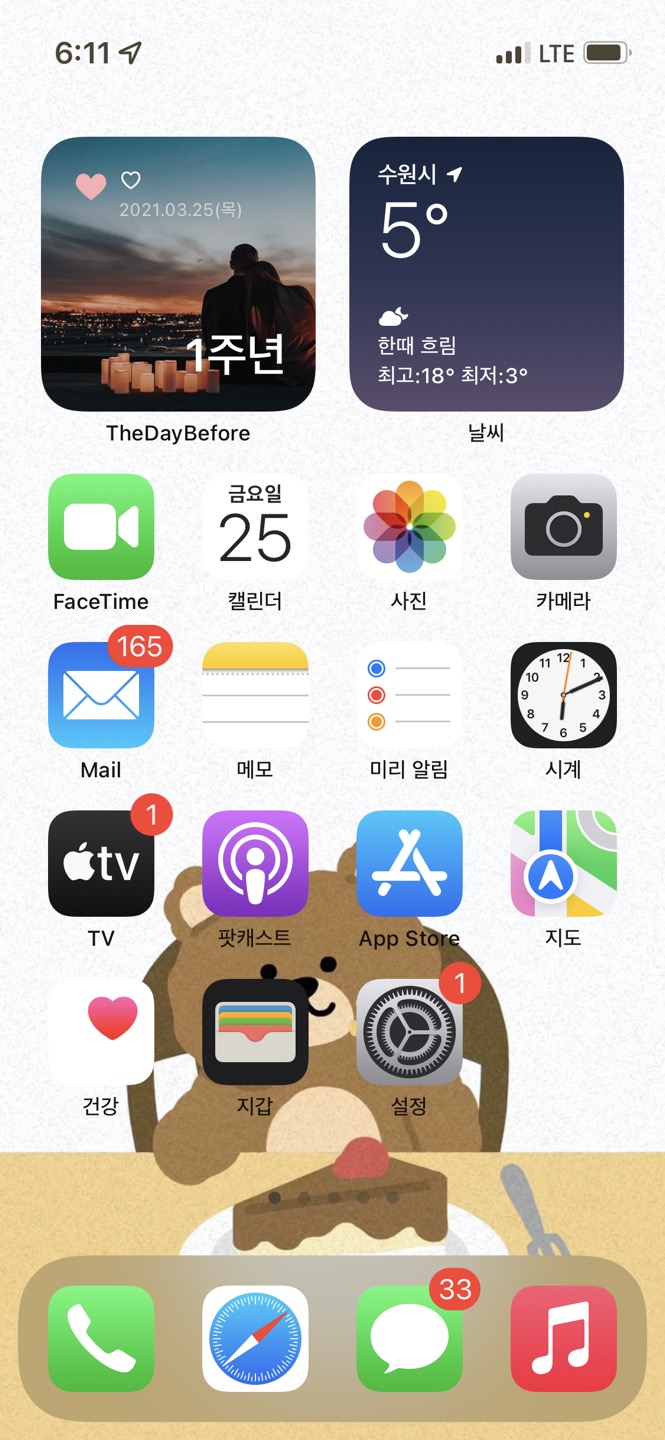 6:11 LTE
2021.03.25(목)
1주년
TheDayBefore
수원시
5°
한때 흐림
최고:18° 최저:3°
날씨
FaceTime
금요일
25
캘린더
사진
카메라
165
Mail
메모
미리 알림
12
1
2
3
4
5
6
7
8
9
10
11
시계
tv
1
TV
팟캐스트
App Store
지도
건강
지갑
1
설정
33